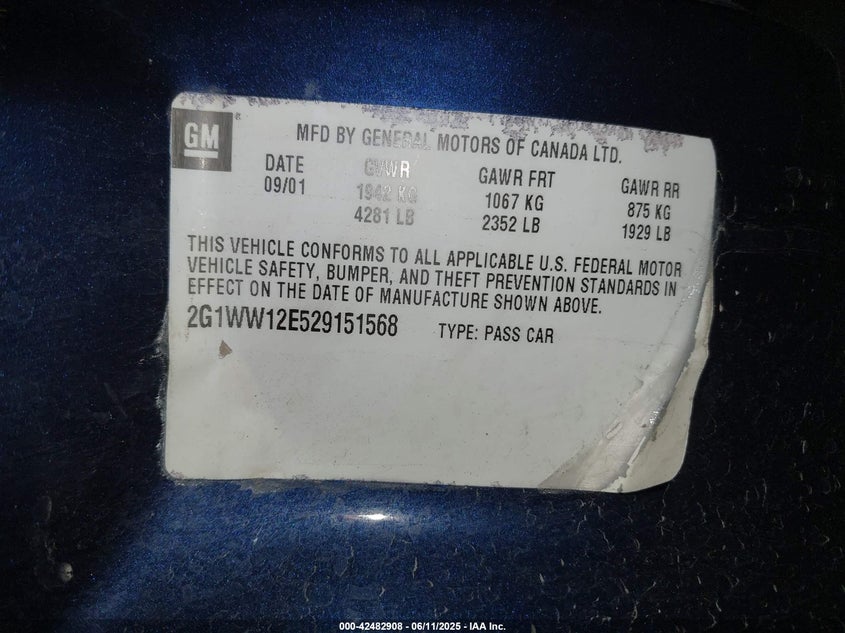 GM
MFD BY GENERAL MOTORS OF CANADA LTD.
DATE GVWR GAWR FRT GAWR RR
09/01 1942 KG 1067 KG 875 KG
4281 LB 2352 LB 1929 LB
THIS VEHICLE CONFORMS TO ALL APPLICABLE U.S. FEDERAL MOTOR
VEHICLE SAFETY, BUMPER, AND THEFT PREVENTION STANDARDS IN
EFFECT ON THE DATE OF MANUFACTURE SHOWN ABOVE.
2G1WW12E529151568 TYPE: PASS CAR
000-42482908 - 06/11/2025 - IAA Inc.